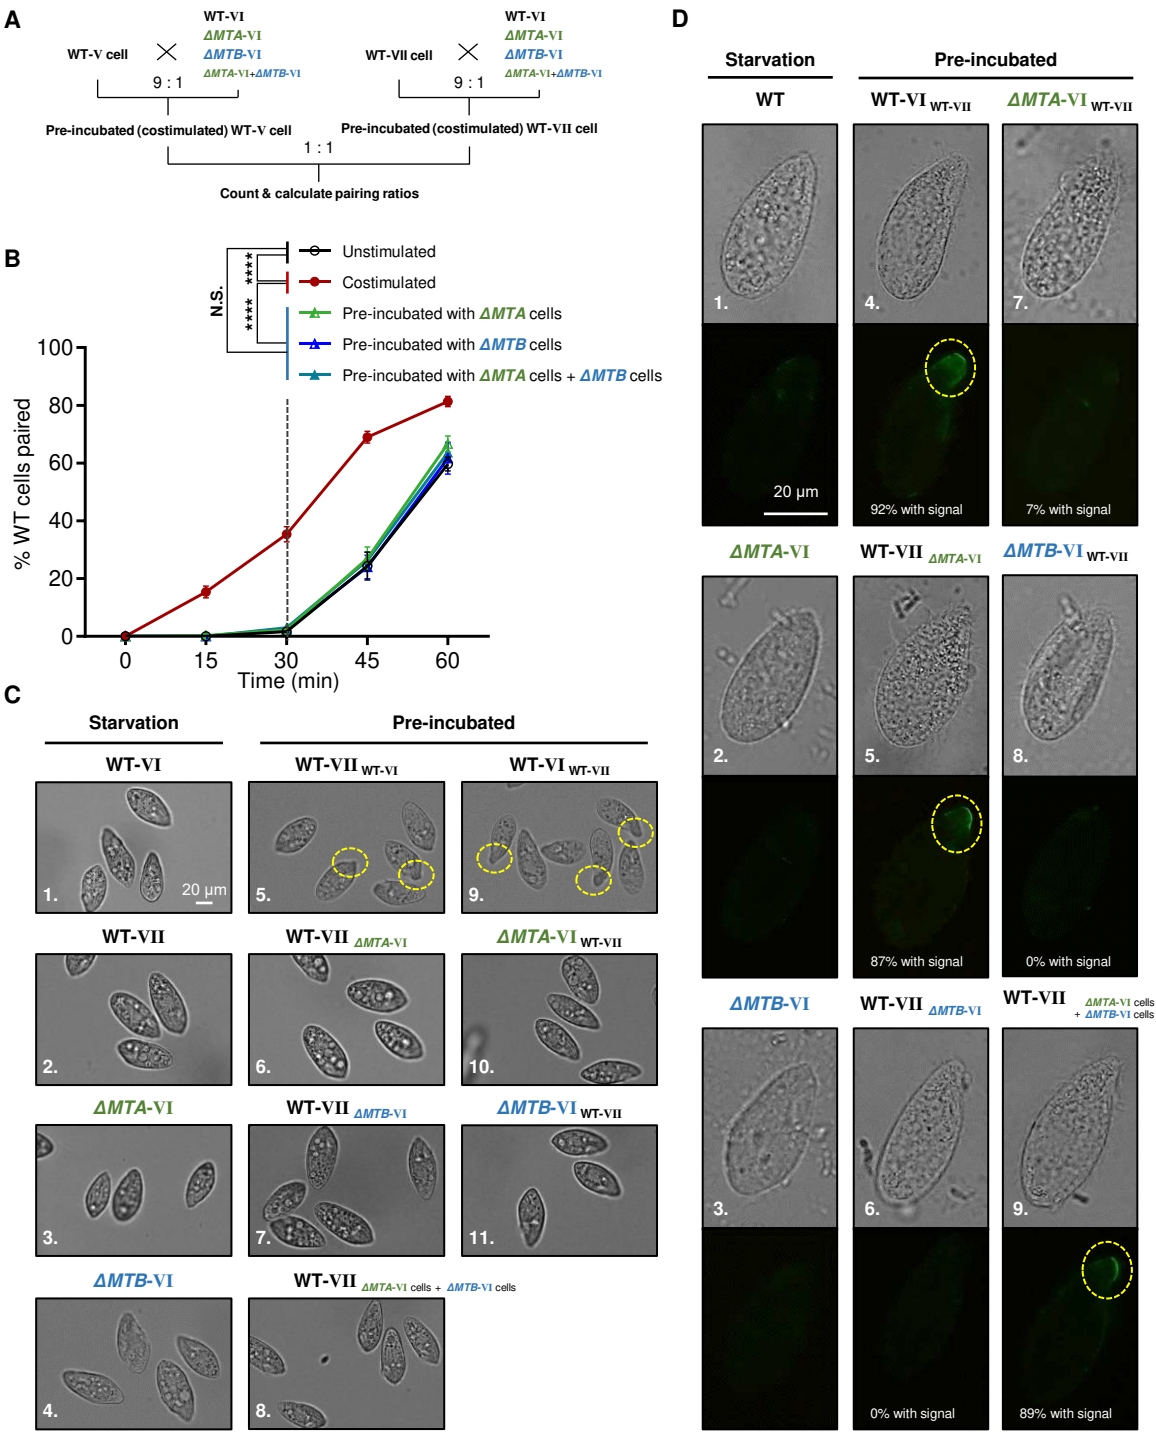 A
WT-V cell
WT-VI
ΔMTA-VI
ΔMTB-VI
ΔMTA-VI+ΔMTB-VI
9 : 1
Pre-incubated (costimulated) WT-V cell
WT-VII cell
WT-VI
ΔMTA-VI
ΔMTB-VI
ΔMTA-VI+ΔMTB-VI
9 : 1
Pre-incubated (costimulated) WT-VII cell
1 : 1
Count & calculate pairing ratios
B
N.S.
****
****
Unstimulated
Costimulated
Pre-incubated with ΔMTA cells
Pre-incubated with ΔMTB cells
Pre-incubated with ΔMTA cells + ΔMTB cells
% WT cells paired
100
80
60
40
20
0
0 15 30 45 60
Time (min)
C
Starvation
Pre-incubated
WT-VI
1.
20 µm
WT-VII WT-VI
5.
WT-VI WT-VII
9.
WT-VII
2.
WT-VII ΔMTA-VI
6.
ΔMTA-VI WT-VII
10.
ΔMTA-VI
3.
WT-VII ΔMTB-VI
7.
ΔMTB-VI WT-VII
11.
ΔMTB-VI
4.
WT-VII ΔMTA-VI cells + ΔMTB-VI cells
8.
D
Starvation
Pre-incubated
WT
1.
20 µm
WT-VI WT-VII
4.
92% with signal
ΔMTA-VI WT-VII
7.
7% with signal
ΔMTA-VI
2.
WT-VII ΔMTA-VI
5.
87% with signal
ΔMTB-VI WT-VII
8.
0% with signal
ΔMTB-VI
3.
WT-VII ΔMTB-VI
6.
0% with signal
WT-VII ΔMTA-VI cells
+ ΔMTB-VI cells
9.
89% with signal